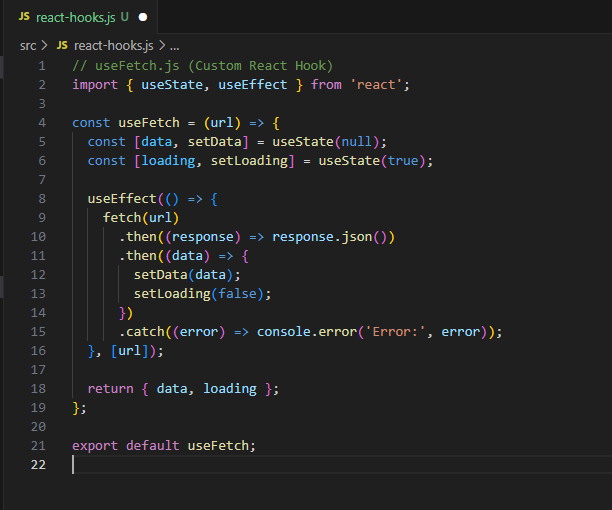 JS react-hooks.js U
src > JS react-hooks.js > ...
1 // useFetch.js (Custom React Hook)
2 import { useState, useEffect } from 'react';
3
4 const useFetch = (url) => {
5   const [data, setData] = useState(null);
6   const [loading, setLoading] = useState(true);
7
8   useEffect(() => {
9     fetch(url)
10       .then((response) => response.json())
11       .then((data) => {
12         setData(data);
13         setLoading(false);
14       })
15       .catch((error) => console.error('Error:', error));
16   }, [url]);
17
18   return { data, loading };
19 };
20
21 export default useFetch;
22